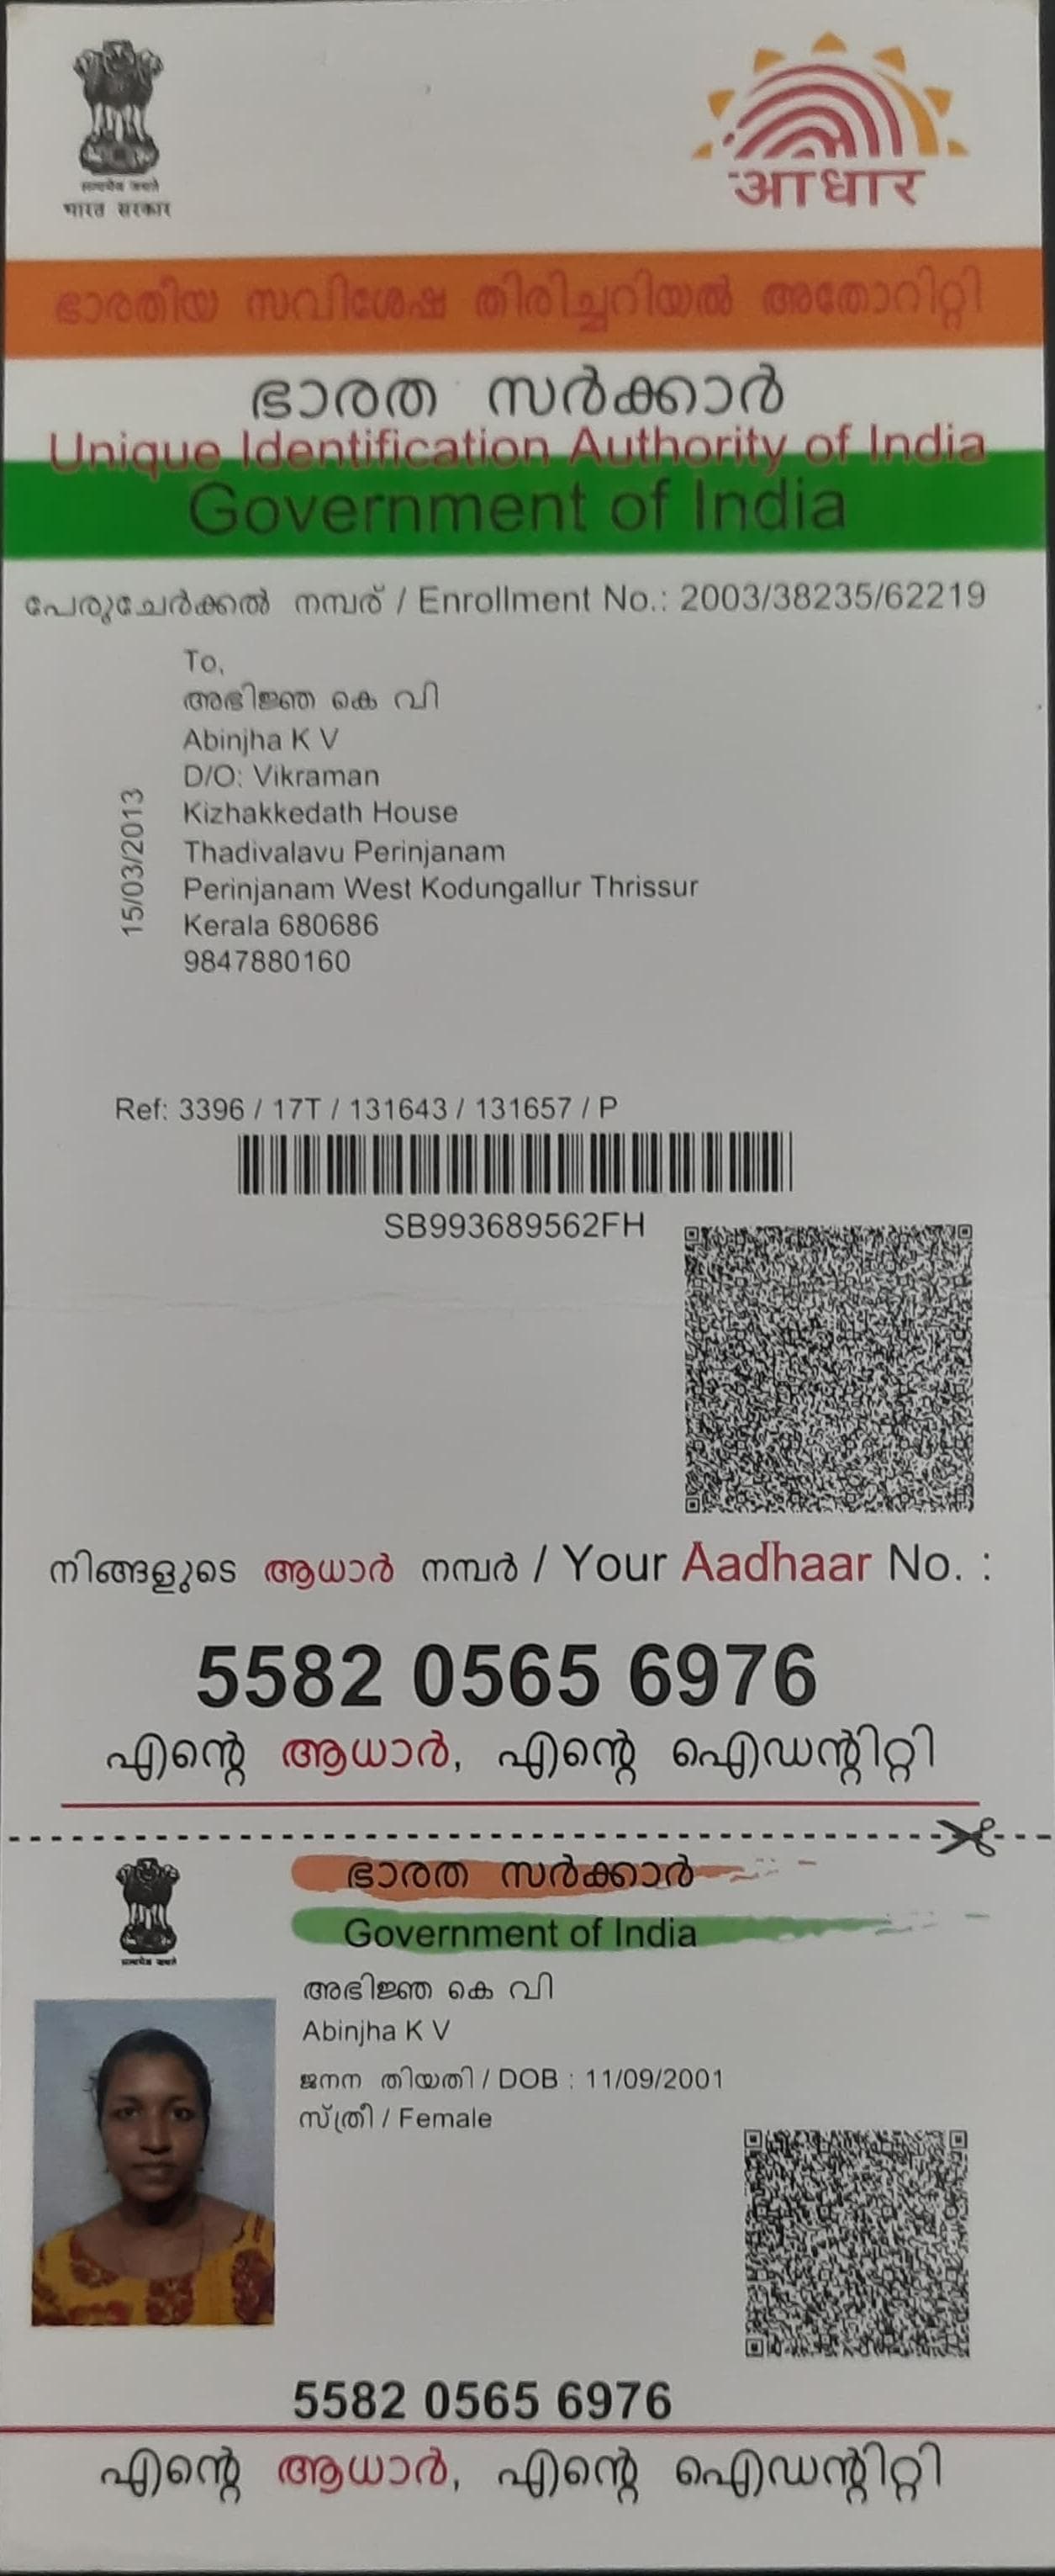 सत्यमेव जयते
भारत सरकार
आधार
ഭാരതീയ സവിശേഷ തിരിച്ചറിയൽ അതോറിറ്റി
ഭാരത സർക്കാർ
Unique Identification Authority of India
Government of India
പേരുചേർക്കൽ നമ്പര് / Enrollment No.: 2003/38235/62219
To,
അഭിജ്ഞ കെ വി
Abinjha K V
D/O: Vikraman
Kizhakkedath House
Thadivalavu Perinjanam
Perinjanam West Kodungallur Thrissur
Kerala 680686
9847880160
15/03/2013
Ref: 3396 / 17T / 131643 / 131657 / P
SB993689562FH
നിങ്ങളുടെ ആധാർ നമ്പർ / Your Aadhaar No. :
5582 0565 6976
എന്റെ ആധാർ, എന്റെ ഐഡന്റിറ്റി
ഭാരത സർക്കാർ
Government of India
सत्यमेव जयते
അഭിജ്ഞ കെ വി
Abinjha K V
ജനന തിയതി / DOB : 11/09/2001
സ്ത്രീ / Female
5582 0565 6976
എന്റെ ആധാർ, എന്റെ ഐഡന്റിറ്റി